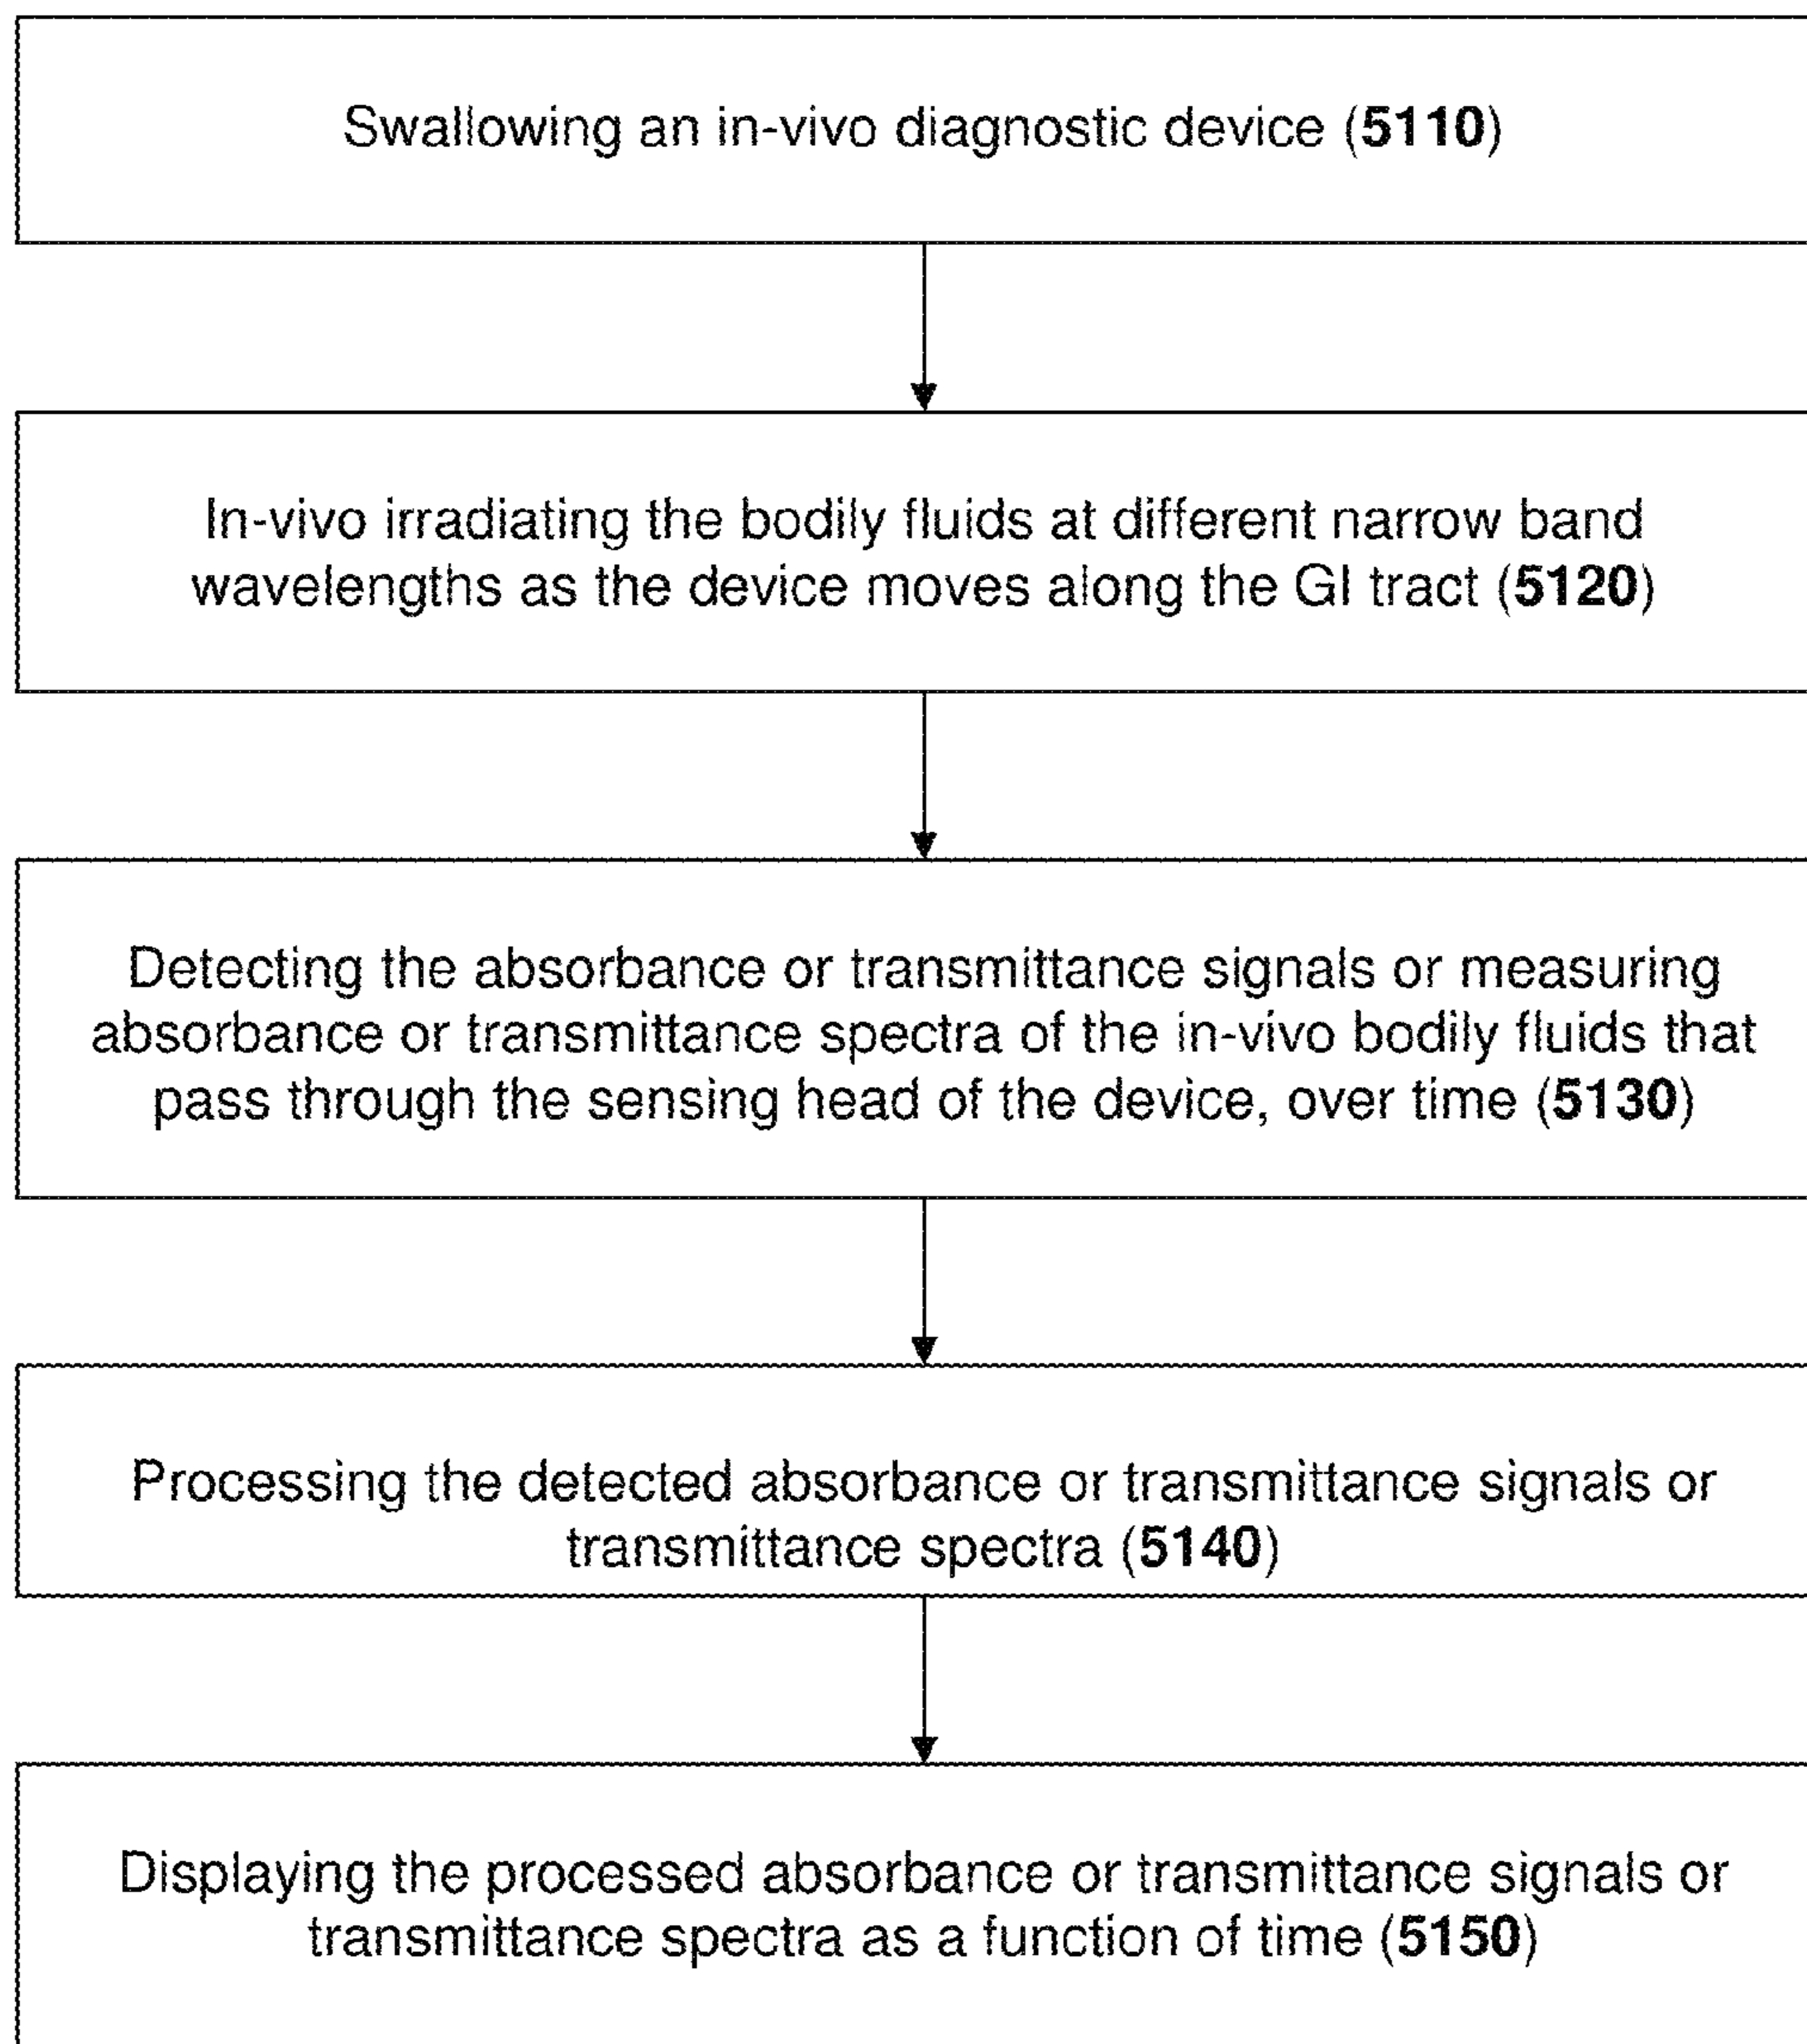 Swallowing an in-vivo diagnostic device (5110)
In-vivo irradiating the bodily fluids at different narrow band
wavelengths as the device moves along the GI tract (5120)
Detecting the absorbance or transmittance signals or measuring
absorbance or transmittance spectra of the in-vivo bodily fluids that
pass through the sensing head of the device, over time (5130)
Processing the detected absorbance or transmittance signals or
transmittance spectra (5140)
Displaying the processed absorbance or transmittance signals or
transmittance spectra as a function of time (5150)